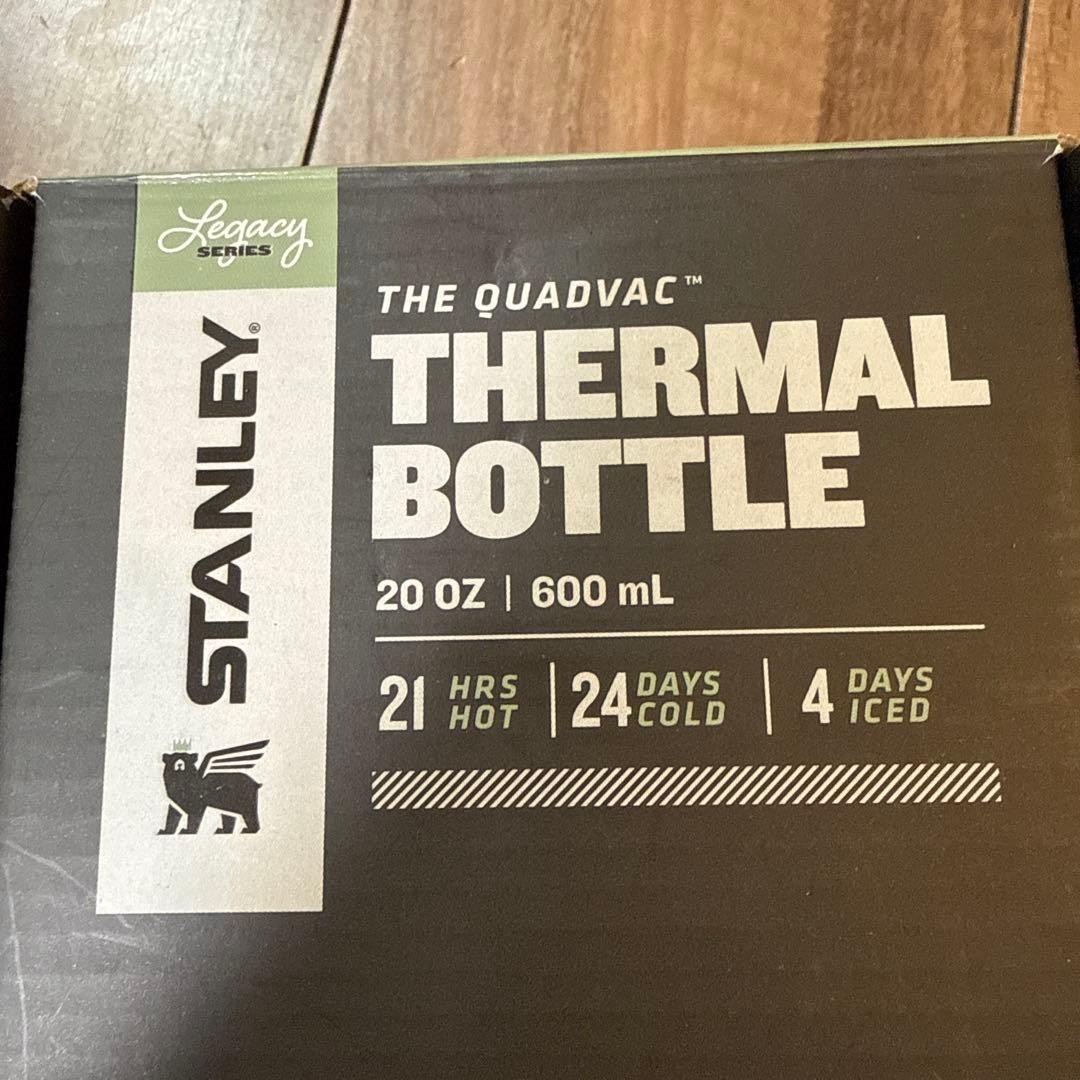 Legacy
SERIES
STANLEY®
THE QUADVAC™
THERMAL
BOTTLE
20 OZ | 600 mL
21 HRS HOT | 24 DAYS COLD | 4 DAYS ICED